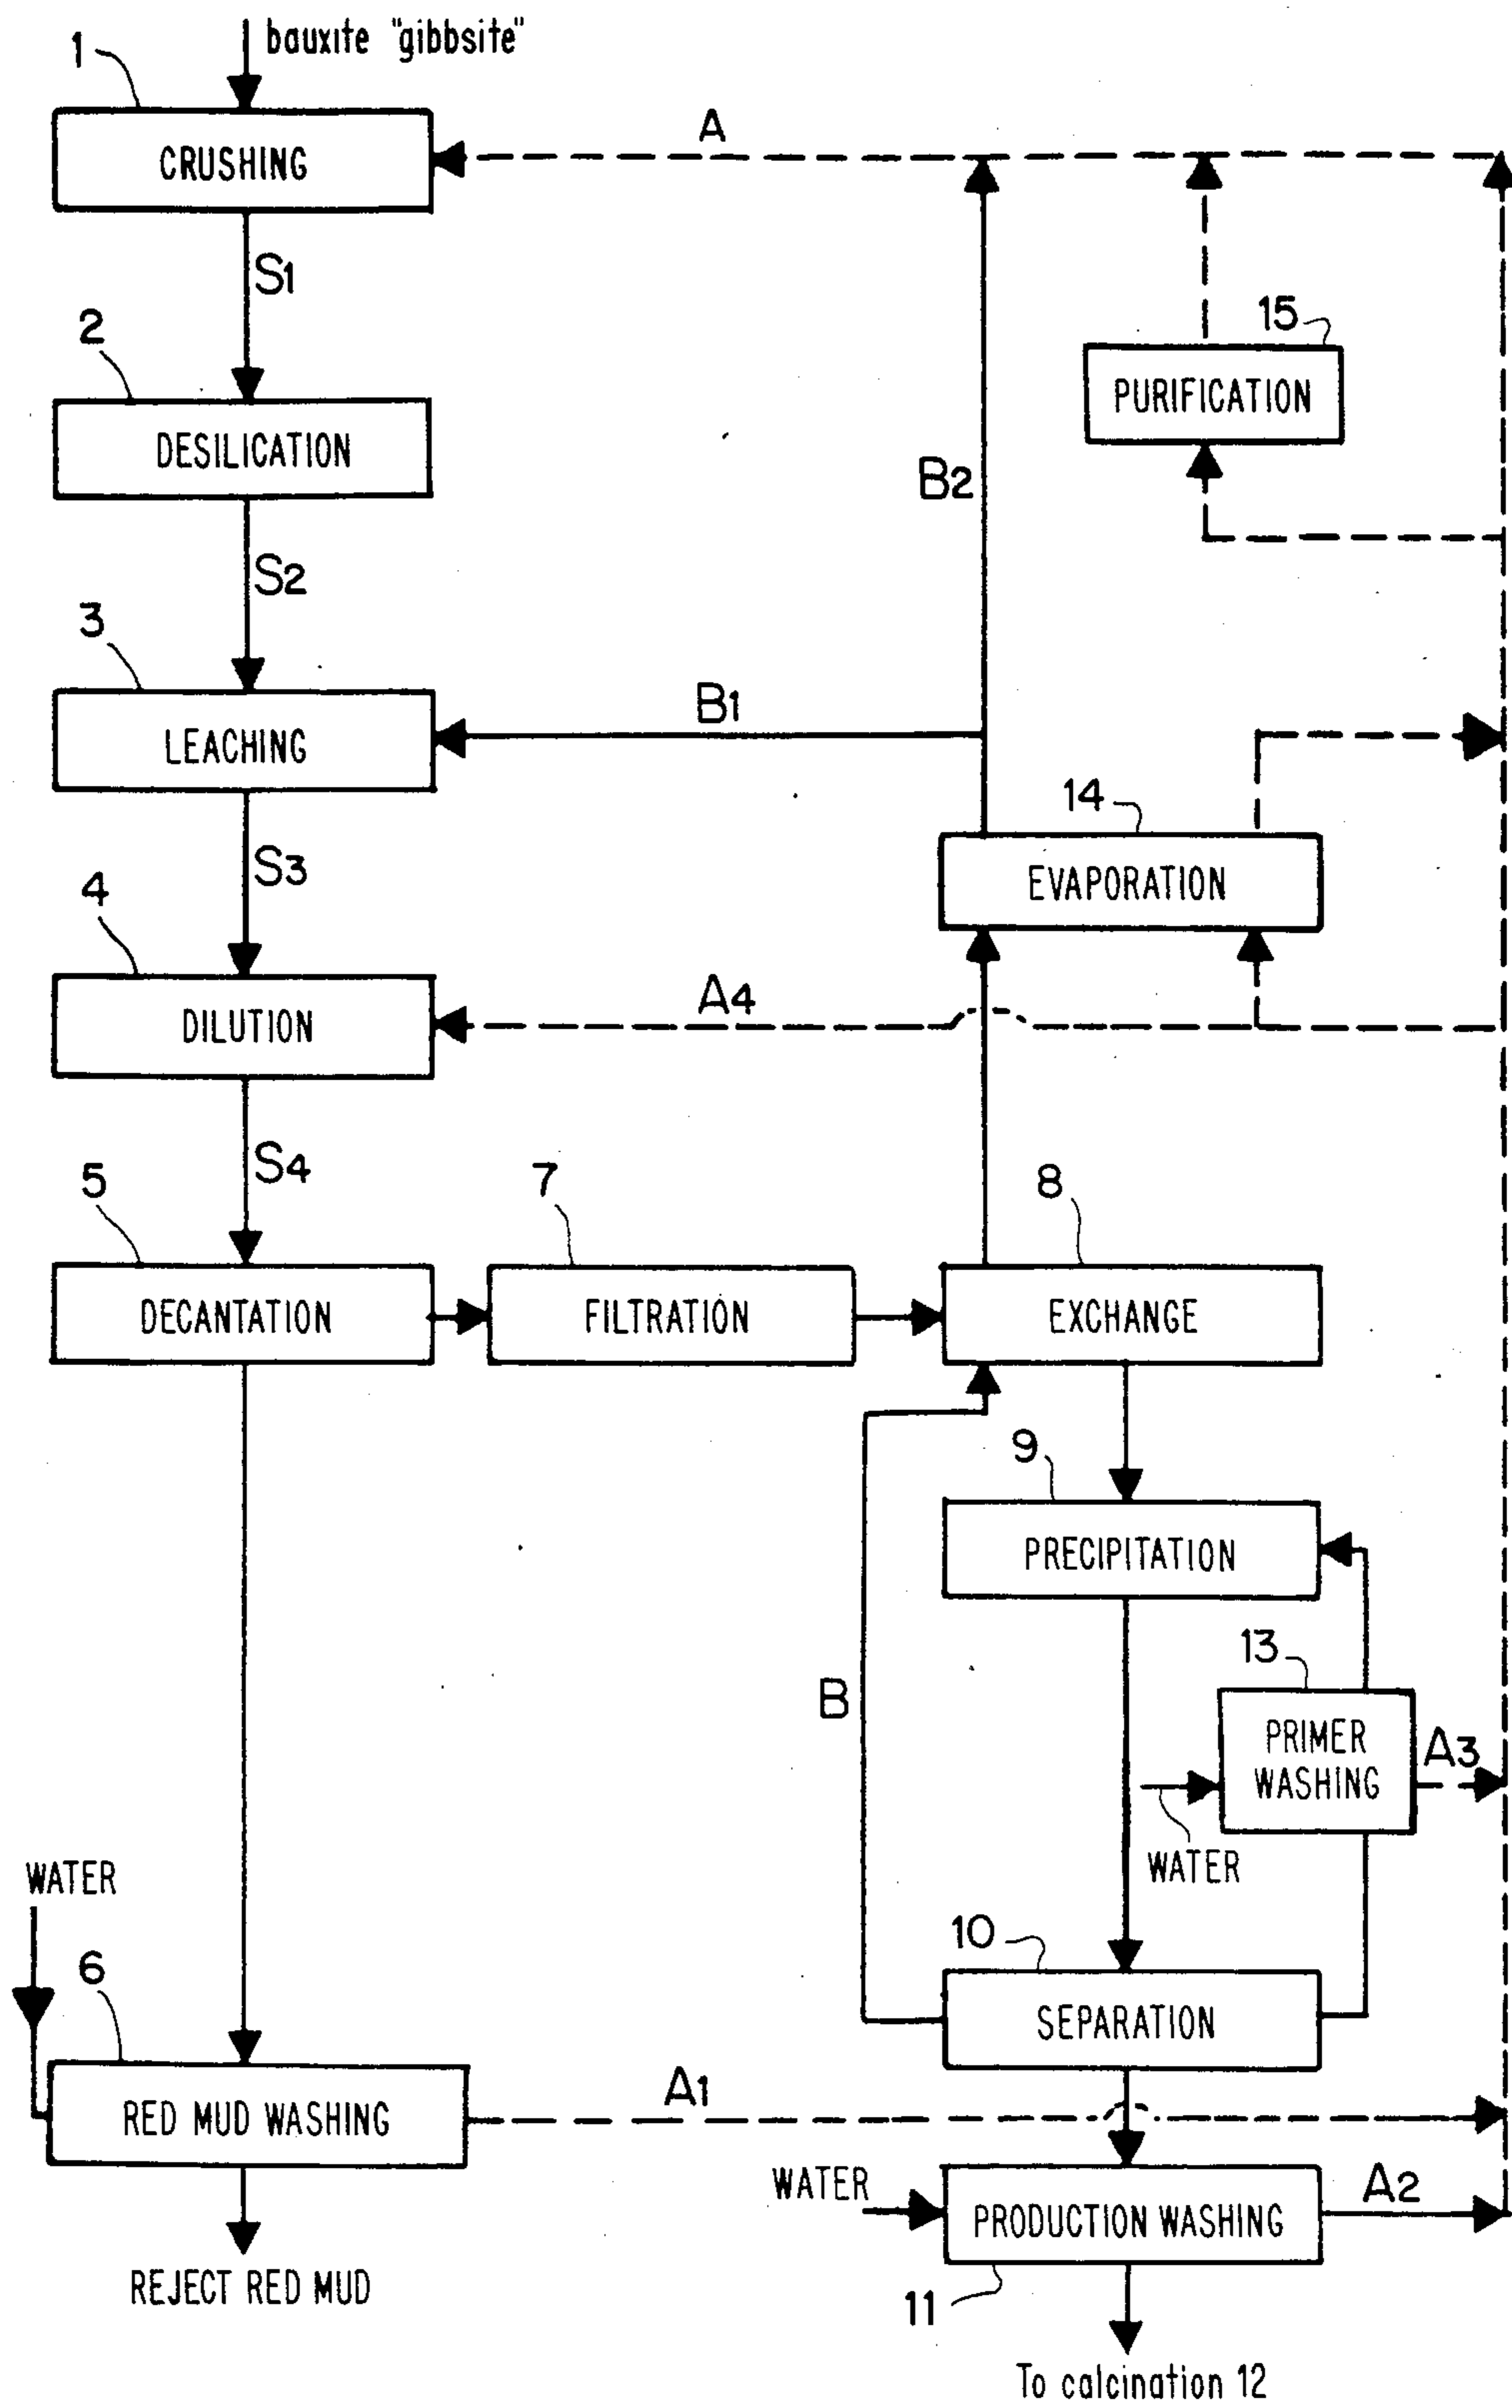 bauxite "gibbsite"
1
CRUSHING
A
S1
2
DESILICATION
15
PURIFICATION
B2
S2
3
LEACHING
B1
14
EVAPORATION
S3
4
DILUTION
A4
S4
5
DECANTATION
7
FILTRATION
8
EXCHANGE
9
PRECIPITATION
B
13
PRIMER
WASHING
A3
WATER
WATER
10
SEPARATION
6
RED MUD WASHING
A1
WATER
PRODUCTION WASHING
A2
REJECT RED MUD
11
To calcination 12